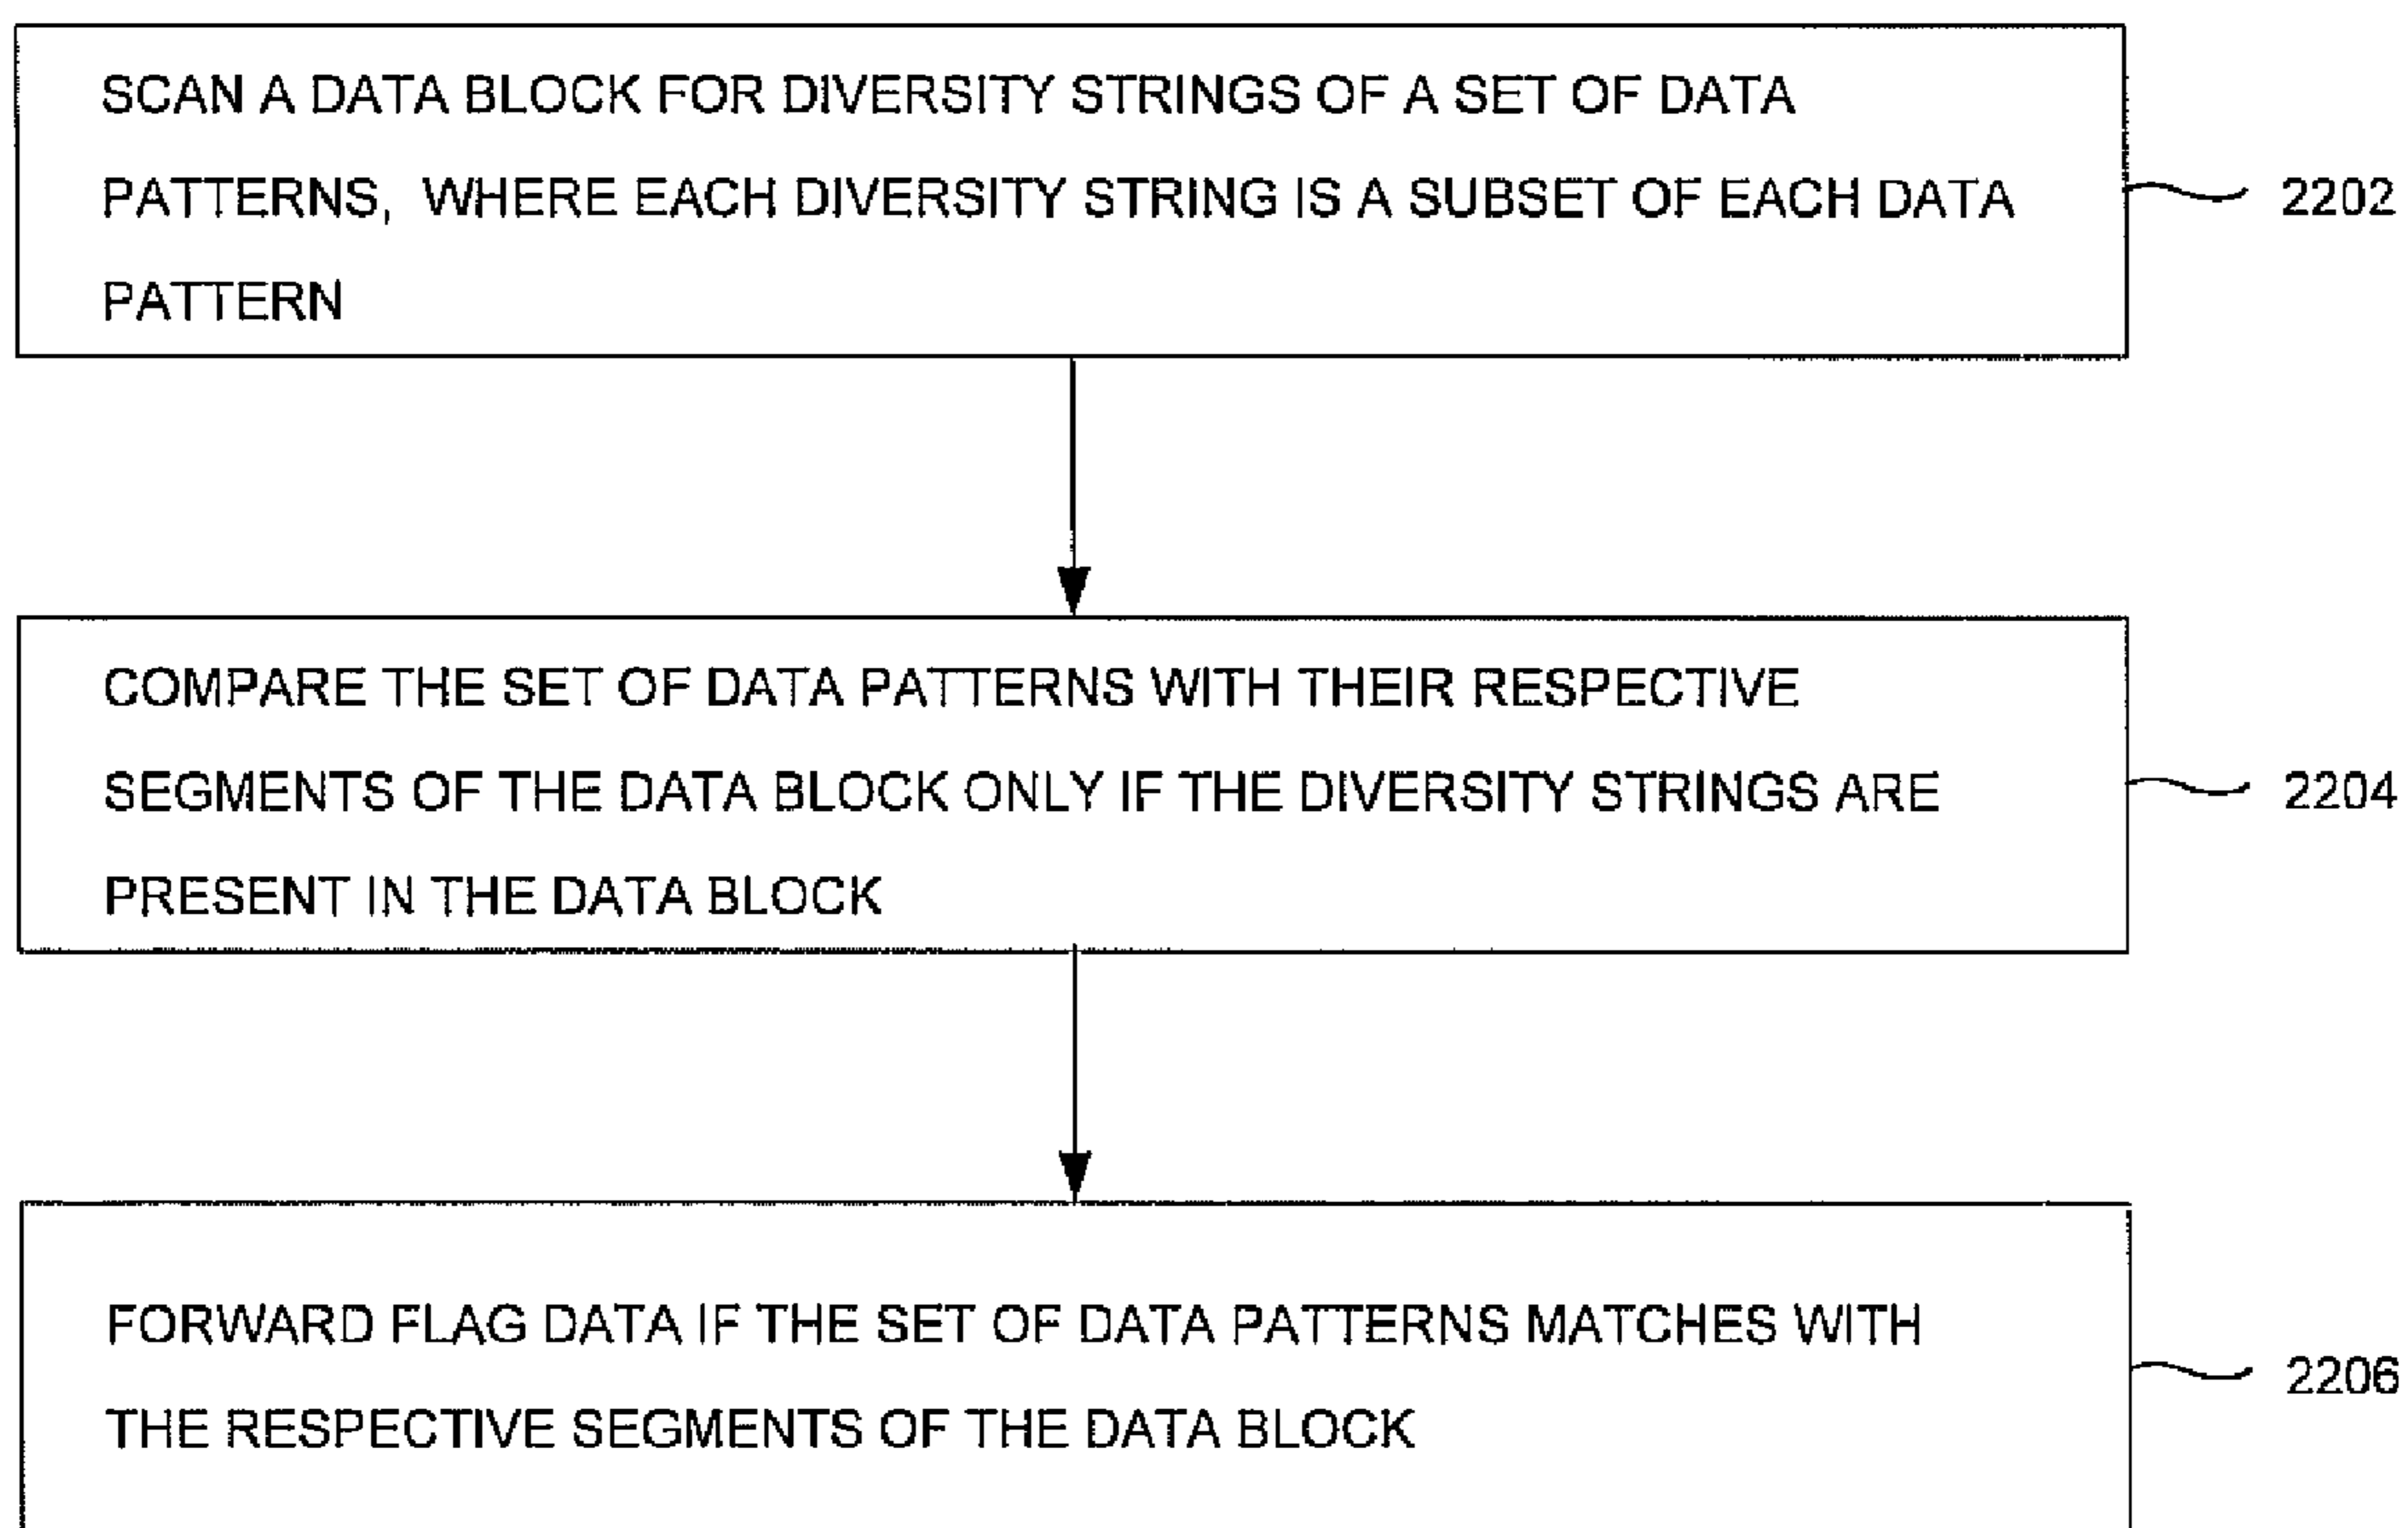 SCAN A DATA BLOCK FOR DIVERSITY STRINGS OF A SET OF DATA
PATTERNS, WHERE EACH DIVERSITY STRING IS A SUBSET OF EACH DATA
PATTERN
2202
COMPARE THE SET OF DATA PATTERNS WITH THEIR RESPECTIVE
SEGMENTS OF THE DATA BLOCK ONLY IF THE DIVERSITY STRINGS ARE
PRESENT IN THE DATA BLOCK
2204
FORWARD FLAG DATA IF THE SET OF DATA PATTERNS MATCHES WITH
THE RESPECTIVE SEGMENTS OF THE DATA BLOCK
2206